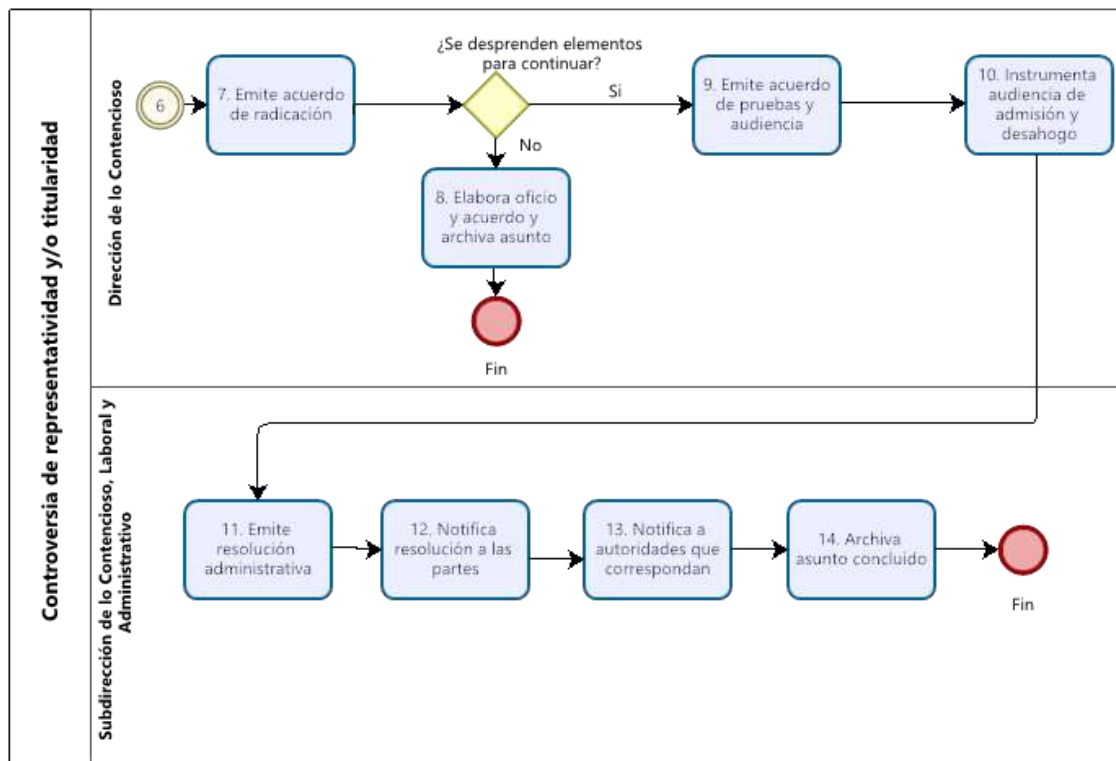 Controversia de representatividad y/o titularidad
Dirección de lo Contencioso
6
7. Emite acuerdo
de radicación
¿Se desprenden elementos
para continuar?
Si
No
8. Elabora oficio
y acuerdo y
archiva asunto
Fin
9. Emite acuerdo
de pruebas y
audiencia
10. Instrumenta
audiencia de
admisión y
desahogo
Subdirección de lo Contencioso, Laboral y
Administrativo
11. Emite
resolución
administrativa
12. Notifica
resolución a las
partes
13. Notifica a
autoridades que
correspondan
14. Archiva
asunto concluido
Fin